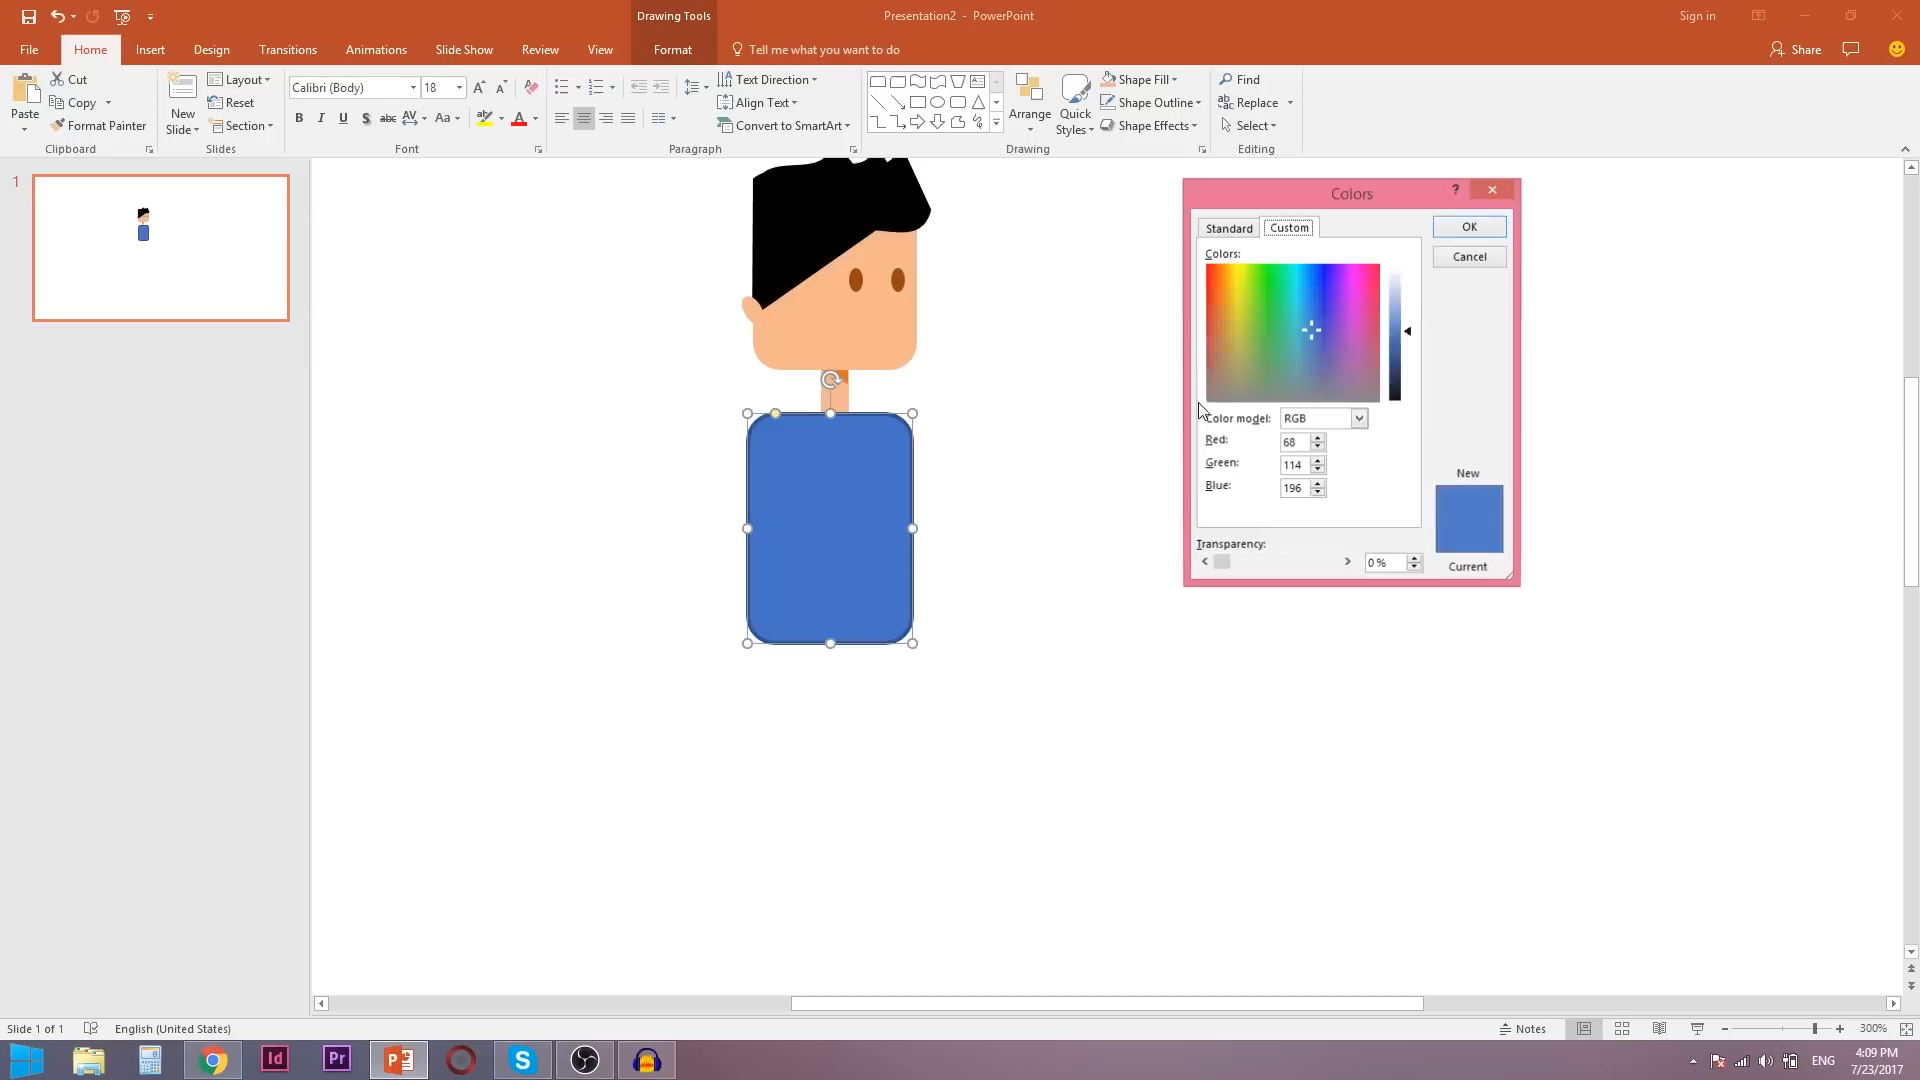 Drawing Tools
Presentation2 - PowerPoint
Sign in
File Home Insert Design Transitions Animations Slide Show Review View Format Tell me what you want to do
Share
Paste
Cut
Copy
Format Painter
Clipboard
New
Slide
Layout
Reset
Section
Slides
Calibri (Body) 18
B I U S abc AV Aa A
Font
Text Direction
Align Text
Convert to SmartArt
Paragraph
Arrange
Quick
Styles
Shape Fill
Shape Outline
Shape Effects
Drawing
Find
Replace
Select
Editing
1
Colors
?
Standard Custom
OK
Cancel
Colors:
Color model: RGB
Red: 68
Green: 114
Blue: 196
New
Current
Transparency:
0 %
Slide 1 of 1
English (United States)
Notes
300%
Id
Pr
ENG
4:09 PM
7/23/2017